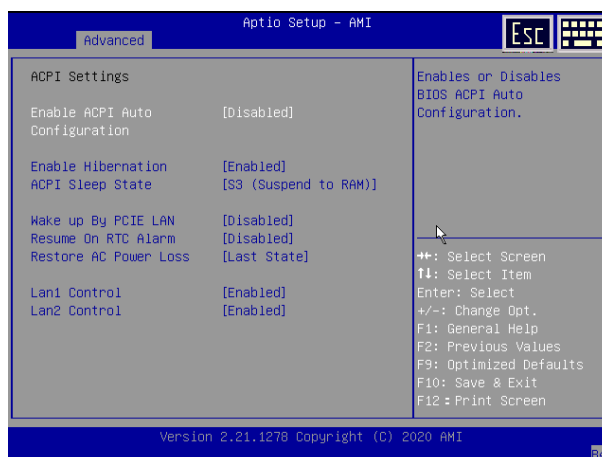 Aptio Setup – AMI
Esc
Advanced
ACPI Settings
Enable ACPI Auto Configuration [Disabled]
Enable Hibernation [Enabled]
ACPI Sleep State [S3 (Suspend to RAM)]
Wake up By PCIE LAN [Disabled]
Resume On RTC Alarm [Disabled]
Restore AC Power Loss [Last State]
Lan1 Control [Enabled]
Lan2 Control [Enabled]
Enables or Disables
BIOS ACPI Auto
Configuration.
→←: Select Screen
↑↓: Select Item
Enter: Select
+/-: Change Opt.
F1: General Help
F2: Previous Values
F9: Optimized Defaults
F10: Save & Exit
F12 : Print Screen
Version 2.21.1278 Copyright (C) 2020 AMI